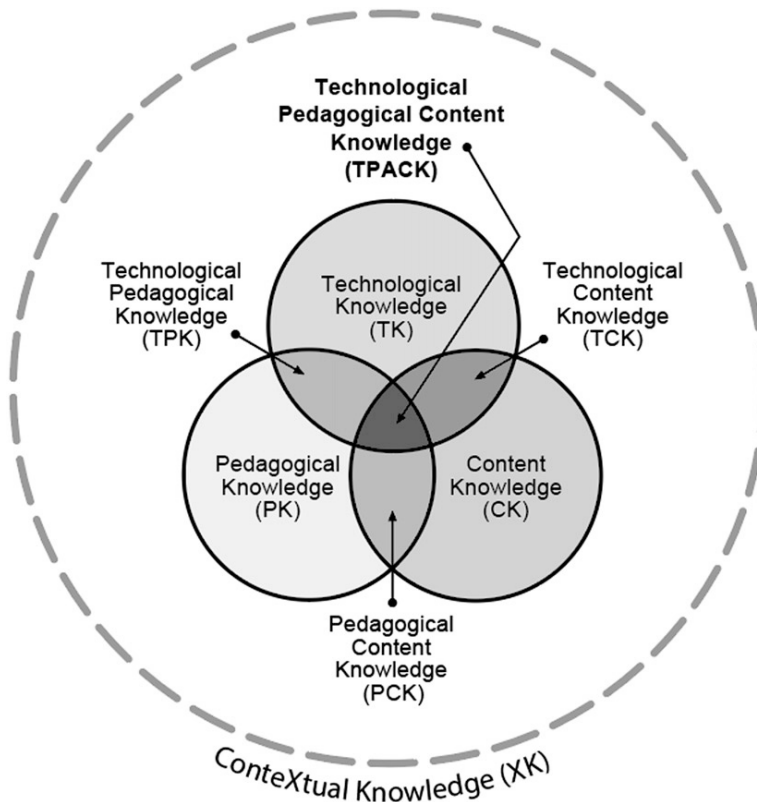 Technological
Pedagogical Content
Knowledge
(TPACK)
Technological
Pedagogical
Knowledge
(TPK)
Technological
Knowledge
(TK)
Technological
Content
Knowledge
(TCK)
Pedagogical
Knowledge
(PK)
Content
Knowledge
(CK)
Pedagogical
Content
Knowledge
(PCK)
ConteXtual Knowledge (XK)